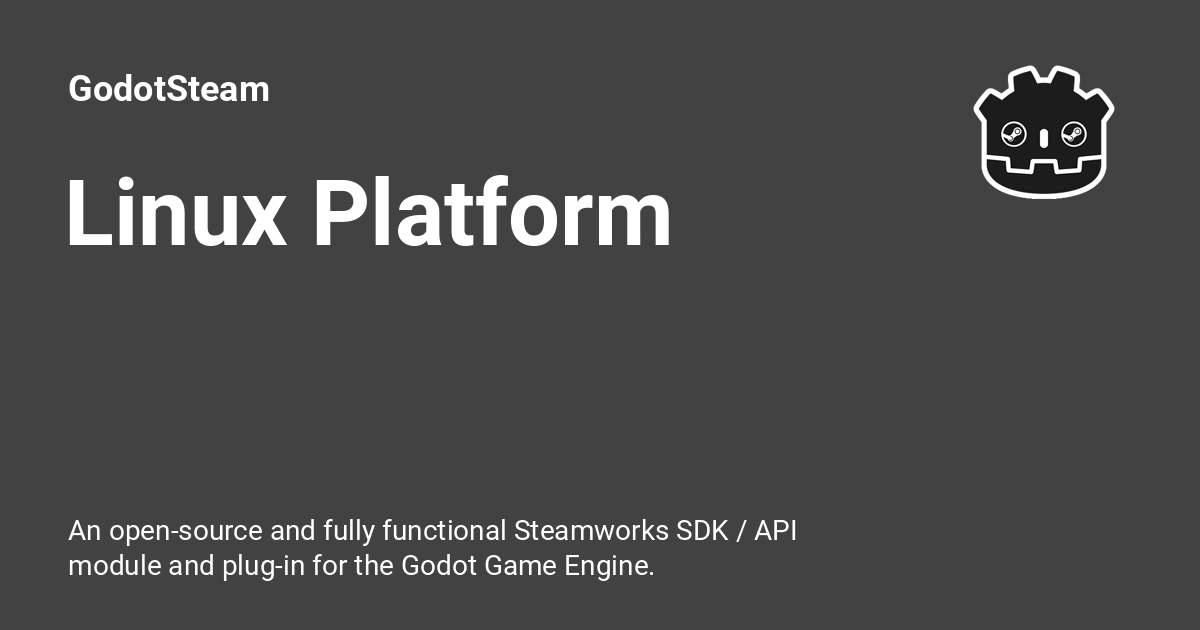 GodotSteam
Linux Platform
An open-source and fully functional Steamworks SDK / API
module and plug-in for the Godot Game Engine.